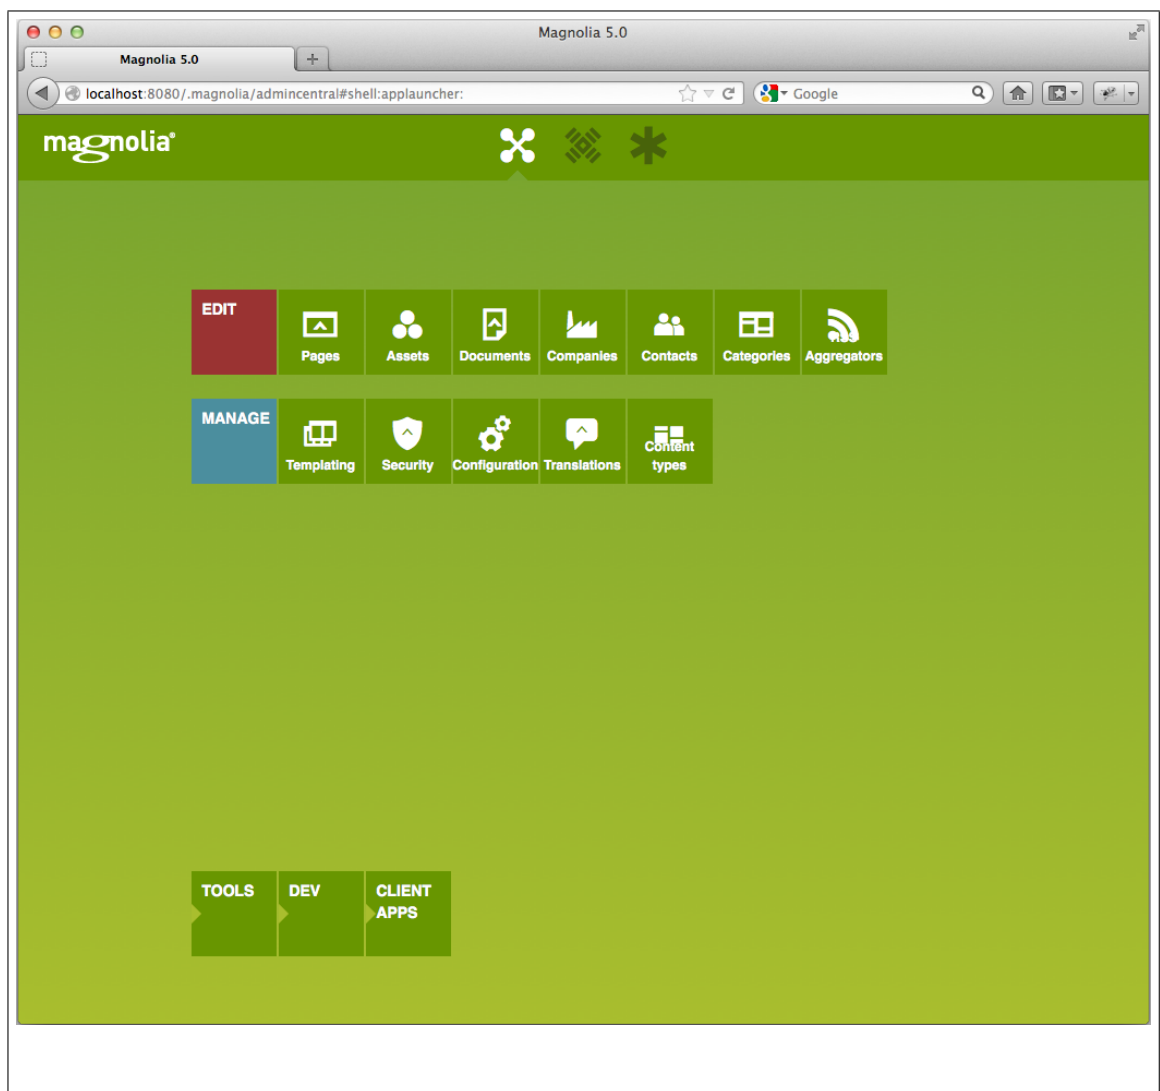 Magnolia 5.0
Magnolia 5.0
localhost:8080/.magnolia/admincentral#shell:applauncher:
Google
magnolia®
EDIT
Pages
Assets
Documents
Companies
Contacts
Categories
RSS
Aggregators
MANAGE
Templating
Security
Configuration
Translations
Content
types
TOOLS
DEV
CLIENT
APPS